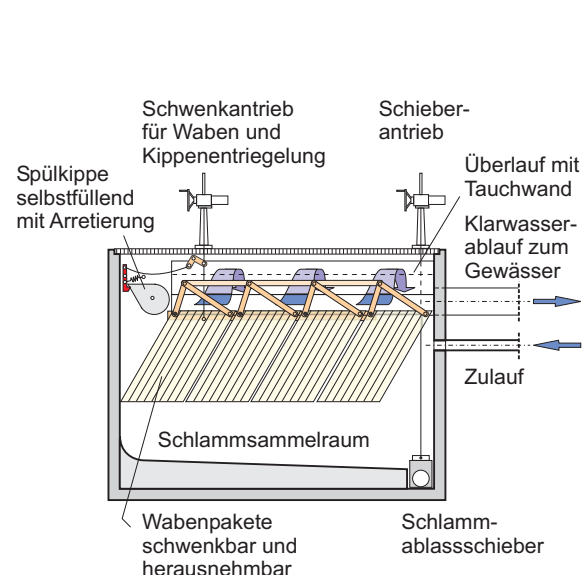 Schwenkantrieb
für Waben und
Kippenentriegelung
Schieber-
antrieb
Spülkippe
selbstfüllend
mit Arretierung
Überlauf mit
Tauchwand
Klarwasser-
ablauf zum
Gewässer
Zulauf
Schlammsammelraum
Wabenpakete
schwenkbar und
herausnehmbar
Schlamm-
ablassschieber